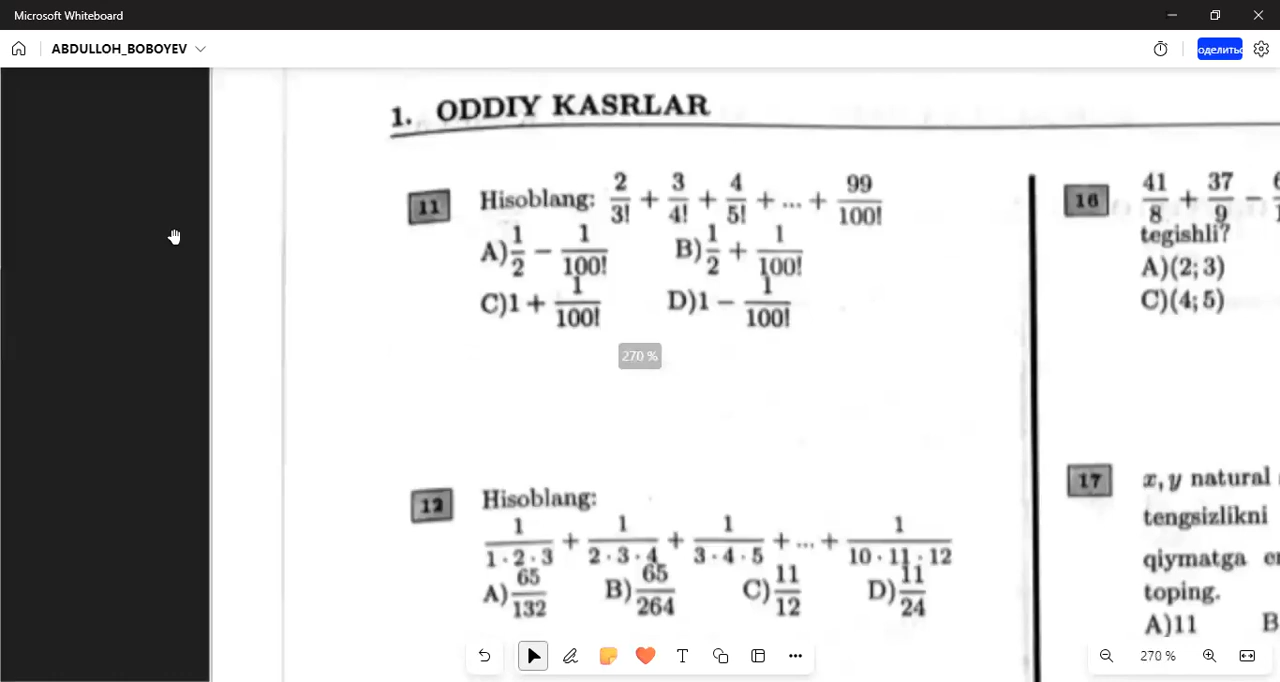 Microsoft Whiteboard
ABDULLOH_BOBOYEV
оделитьс
1. ODDIY KASRLAR
11 Hisoblang: 2/3! + 3/4! + 4/5! + ... + 99/100!
A) 1/2 − 1/100! B) 1/2 + 1/100!
C) 1 + 1/100! D) 1 − 1/100!
270 %
12 Hisoblang:
1/(1·2·3) + 1/(2·3·4) + 1/(3·4·5) + ... + 1/(10·11·12)
A) 65/132 B) 65/264 C) 11/12 D) 11/24
16 41/8 + 37/9 −
tegishli?
A)(2; 3)
C)(4; 5)
17 x, y natural
tengsizlikni
qiymatga
toping.
A)11 B
270 %